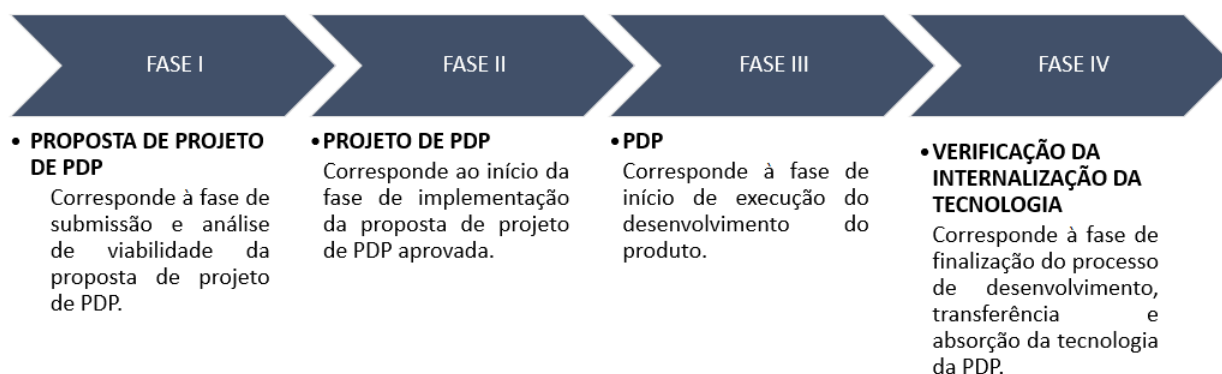 FASE I
FASE II
FASE III
FASE IV
• PROPOSTA DE PROJETO
DE PDP
Corresponde à fase de
submissão e análise
de viabilidade da
proposta de projeto
de PDP.
• PROJETO DE PDP
Corresponde ao início da
fase de implementação
da proposta de projeto
de PDP aprovada.
• PDP
Corresponde à fase de
início de execução do
desenvolvimento do
produto.
• VERIFICAÇÃO DA
INTERNALIZAÇÃO DA
TECNOLOGIA
Corresponde à fase de
finalização do processo
de desenvolvimento,
transferência e
absorção da tecnologia
da PDP.